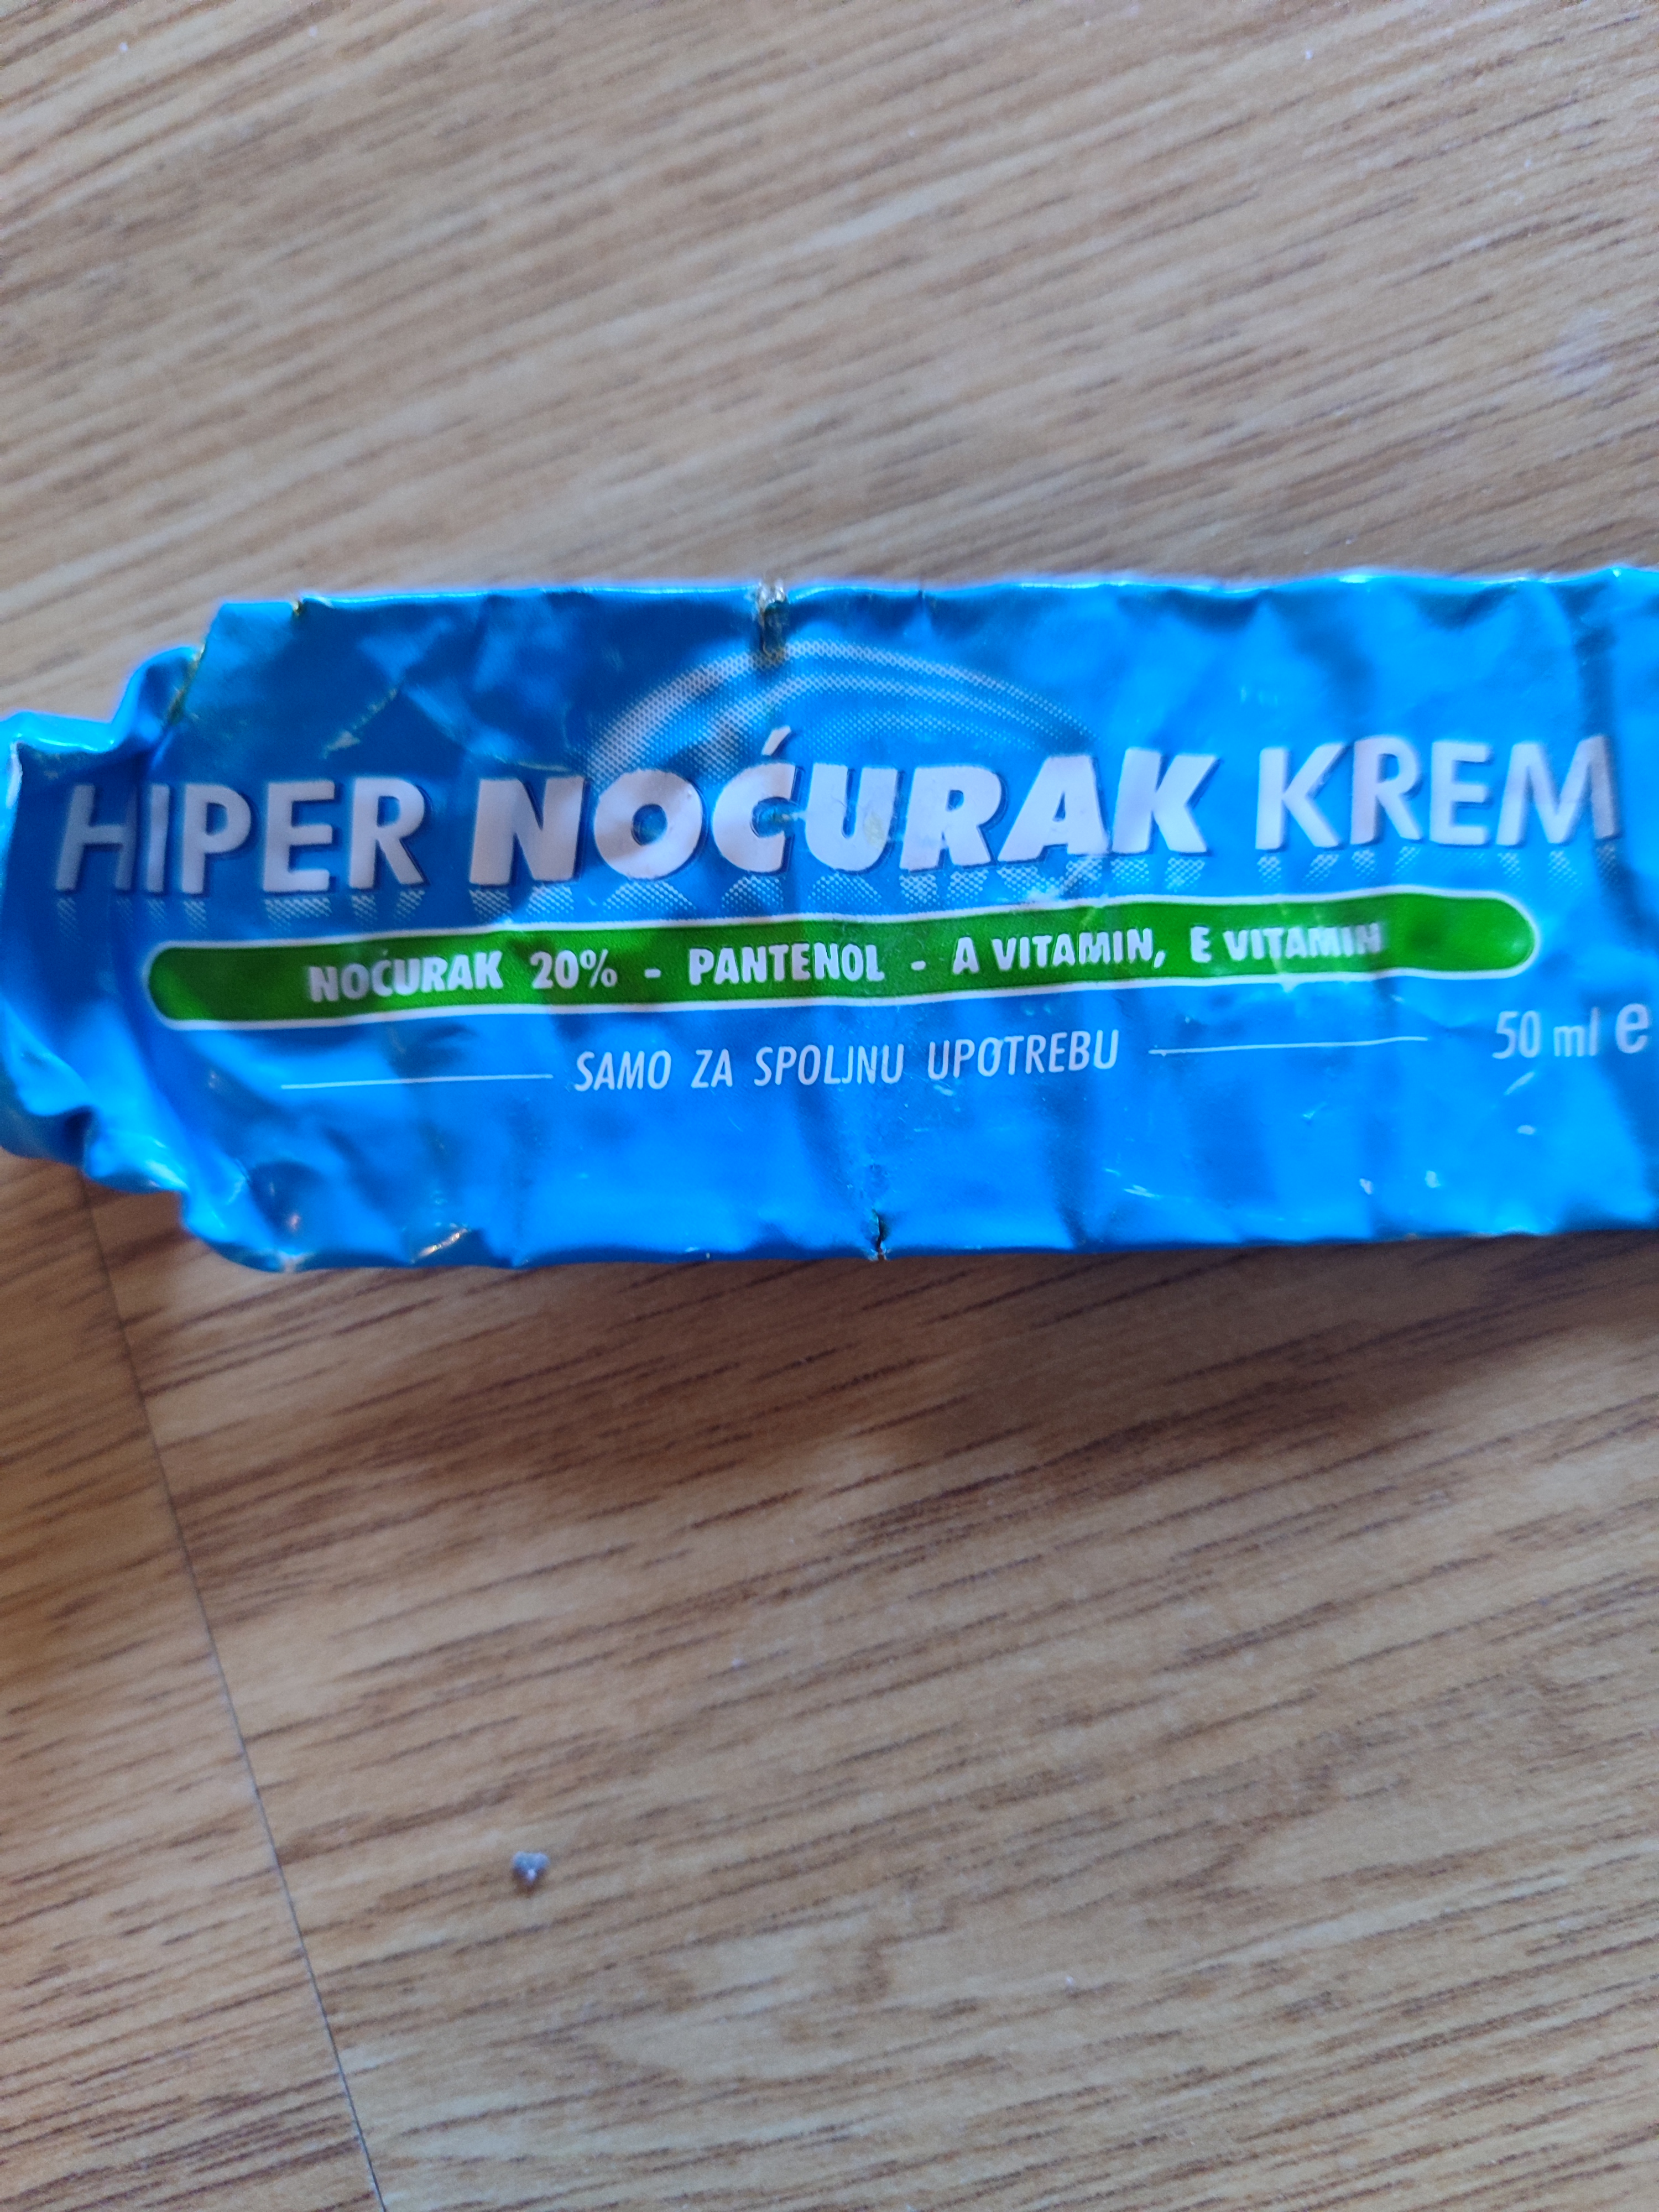 HIPER NOĆURAK KREM
NOĆURAK 20% - PANTENOL - A VITAMIN, E VITAMIN
SAMO ZA SPOLJNU UPOTREBU
50 ml e